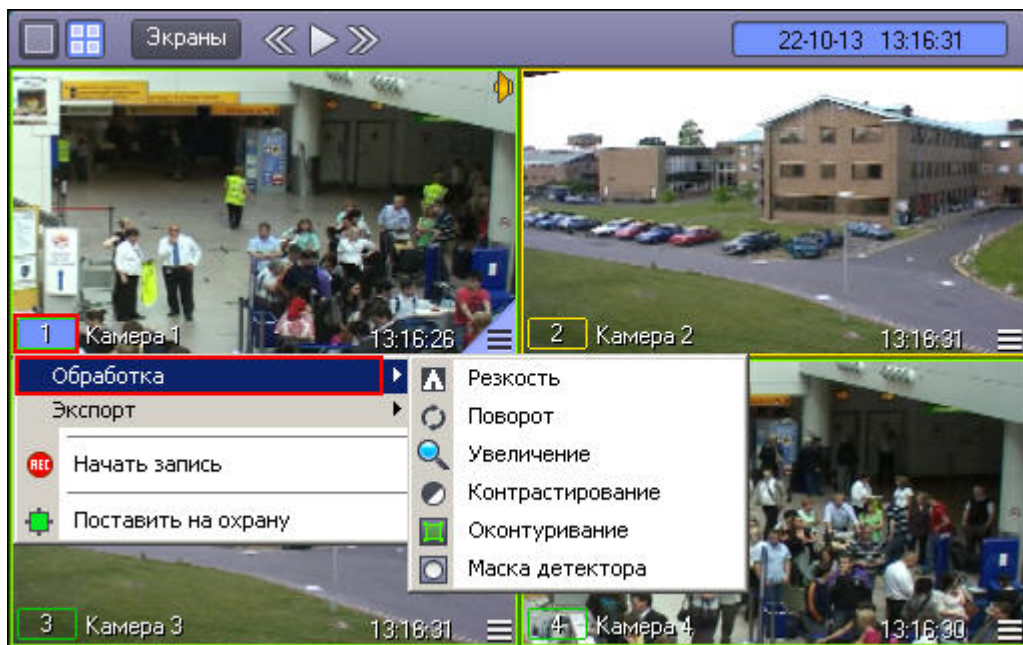 Экраны
22-10-13 13:16:31
1 Камера 1 13:16:26
2 Камера 2 13:16:31
Обработка
Экспорт
REC Начать запись
Поставить на охрану
Резкость
Поворот
Увеличение
Контрастирование
Оконтуривание
Маска детектора
3 Камера 3 13:16:31
4 Камера 4 13:16:30